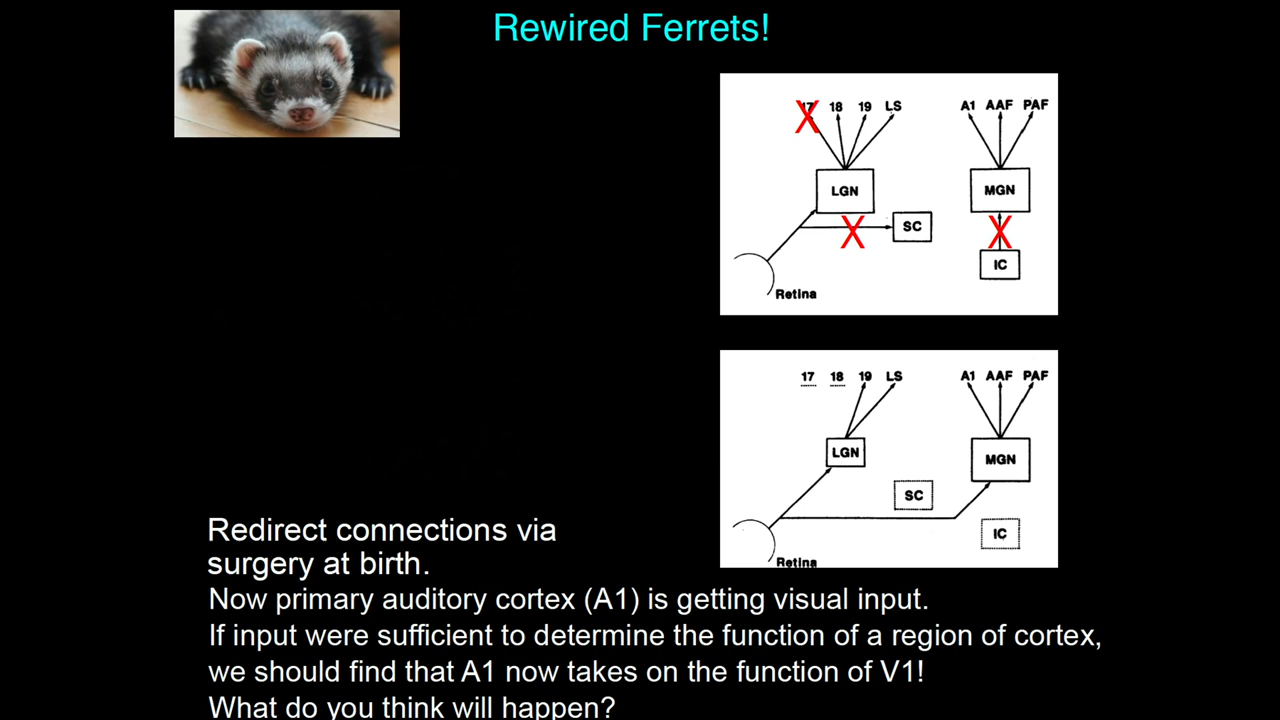 Rewired Ferrets!
17 18 19 LS A1 AAF PAF
X
LGN MGN
X SC X
IC
Retina
17 18 19 LS A1 AAF PAF
LGN MGN
SC
IC
Retina
Redirect connections via
surgery at birth.
Now primary auditory cortex (A1) is getting visual input.
If input were sufficient to determine the function of a region of cortex,
we should find that A1 now takes on the function of V1!
What do you think will happen?